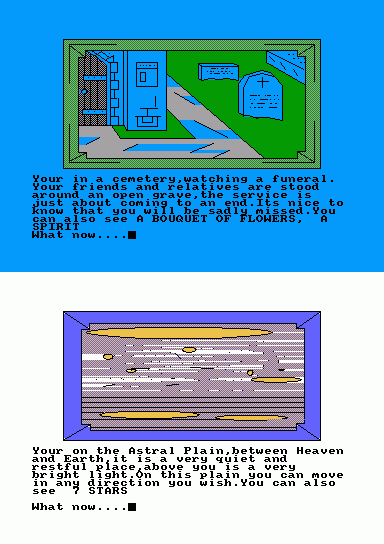 Your in a cemetery,watching a funeral.
Your friends and relatives are stood
around an open grave,the service is
just about coming to an end.Its nice to
know that you will be sadly missed.You
can also see A BOUQUET OF FLOWERS,  A
SPIRIT
What now....
Your on the Astral Plain,between Heaven
and Earth,it is a very quiet and
restful place,above you is a very
bright light.On this plain you can move
in any direction you wish.You can also
see  7 STARS
What now....